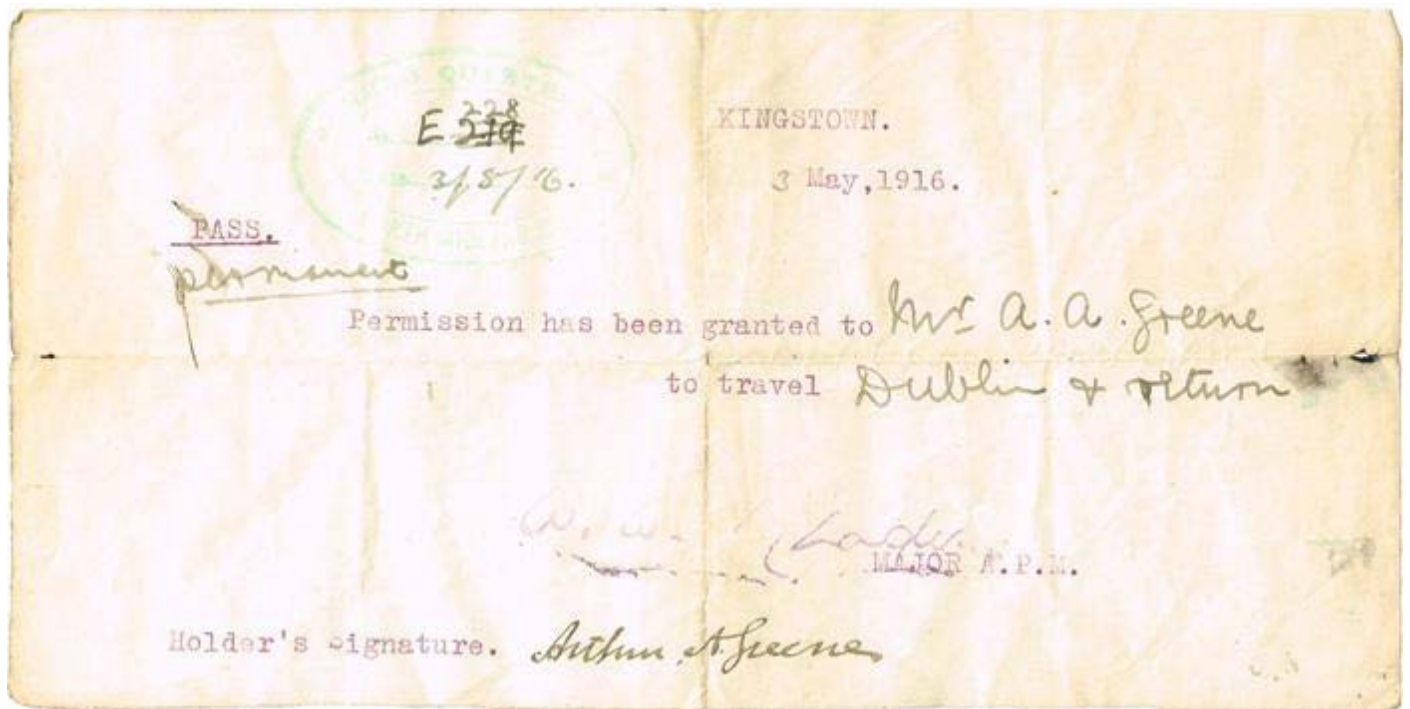 E 228
KINGSTOWN.
3/5/16.
3 May, 1916.
PASS.
permanent
Permission has been granted to Mr A. A. Greene
to travel Dublin & return
MAJOR A.P.M.
Holder's Signature. Arthur A. Greene